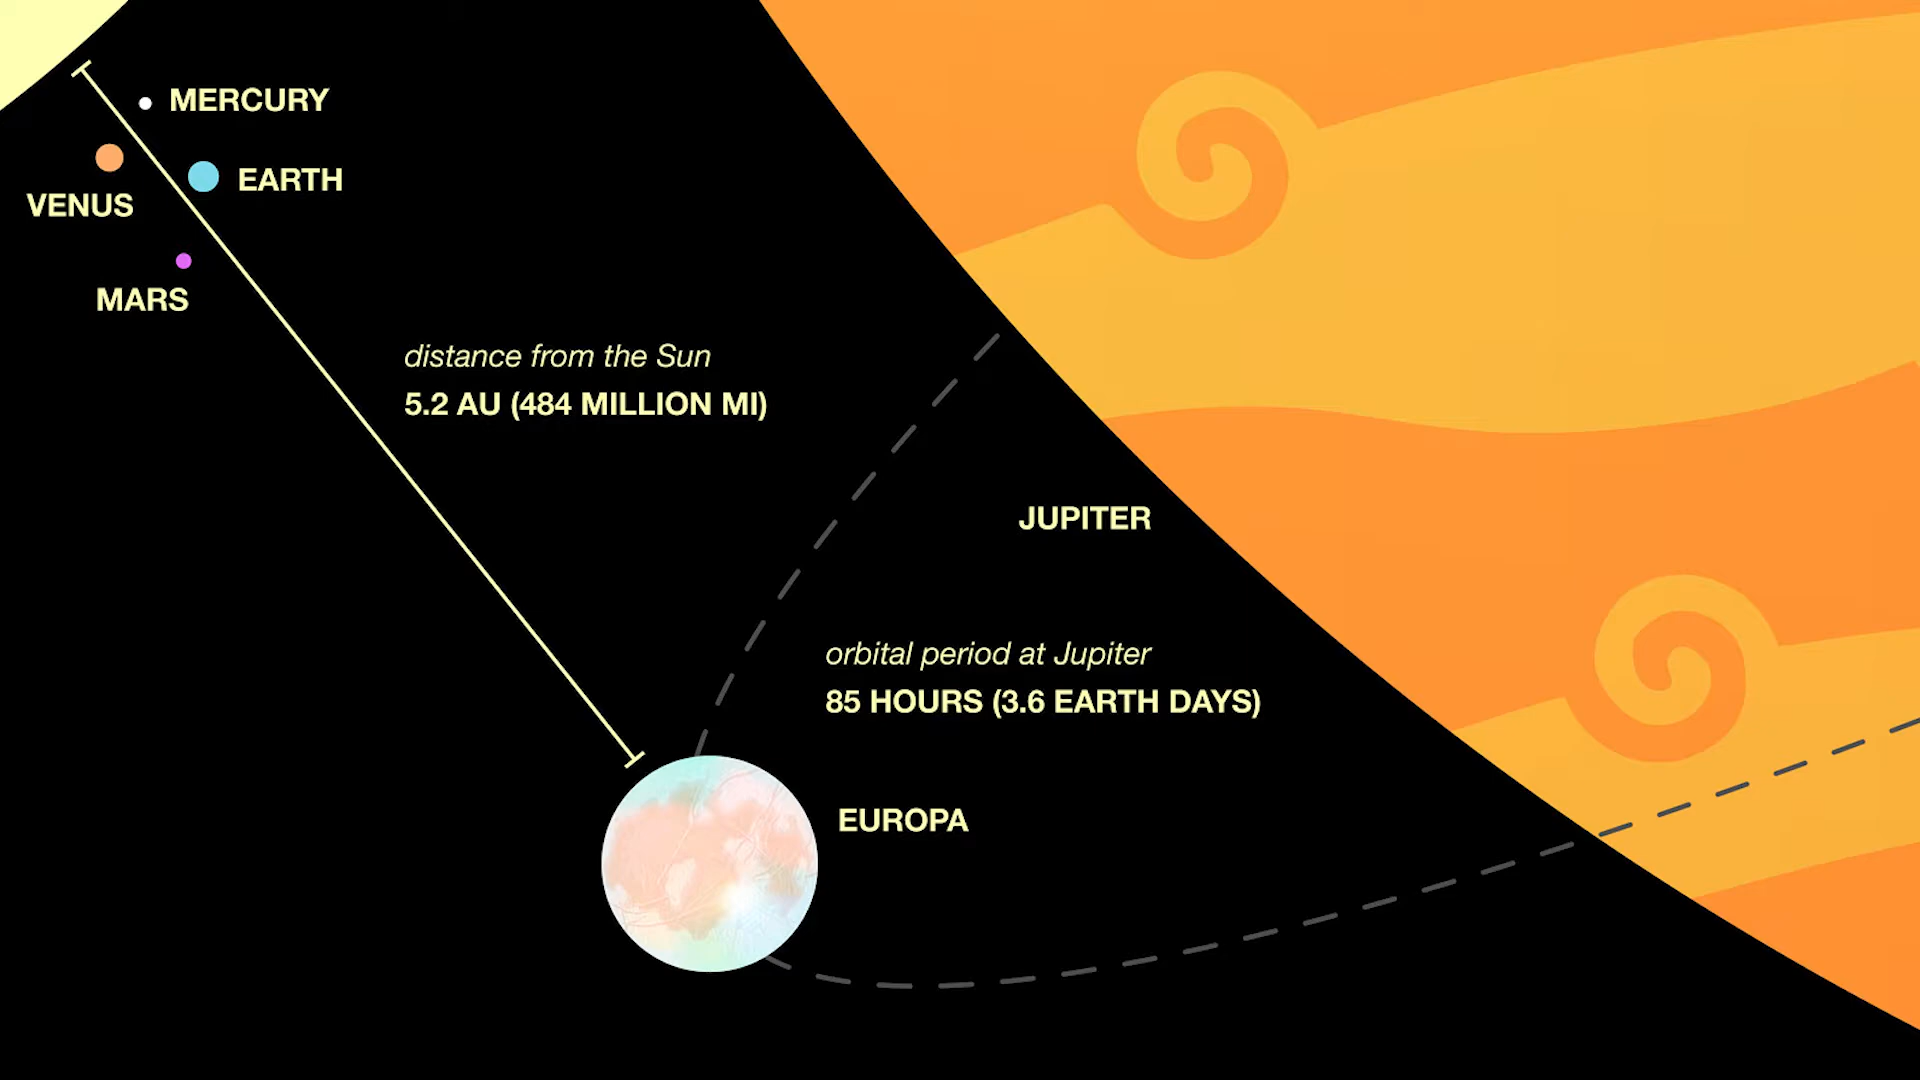 MERCURY
EARTH
VENUS
MARS
distance from the Sun
5.2 AU (484 MILLION MI)
JUPITER
orbital period at Jupiter
85 HOURS (3.6 EARTH DAYS)
EUROPA